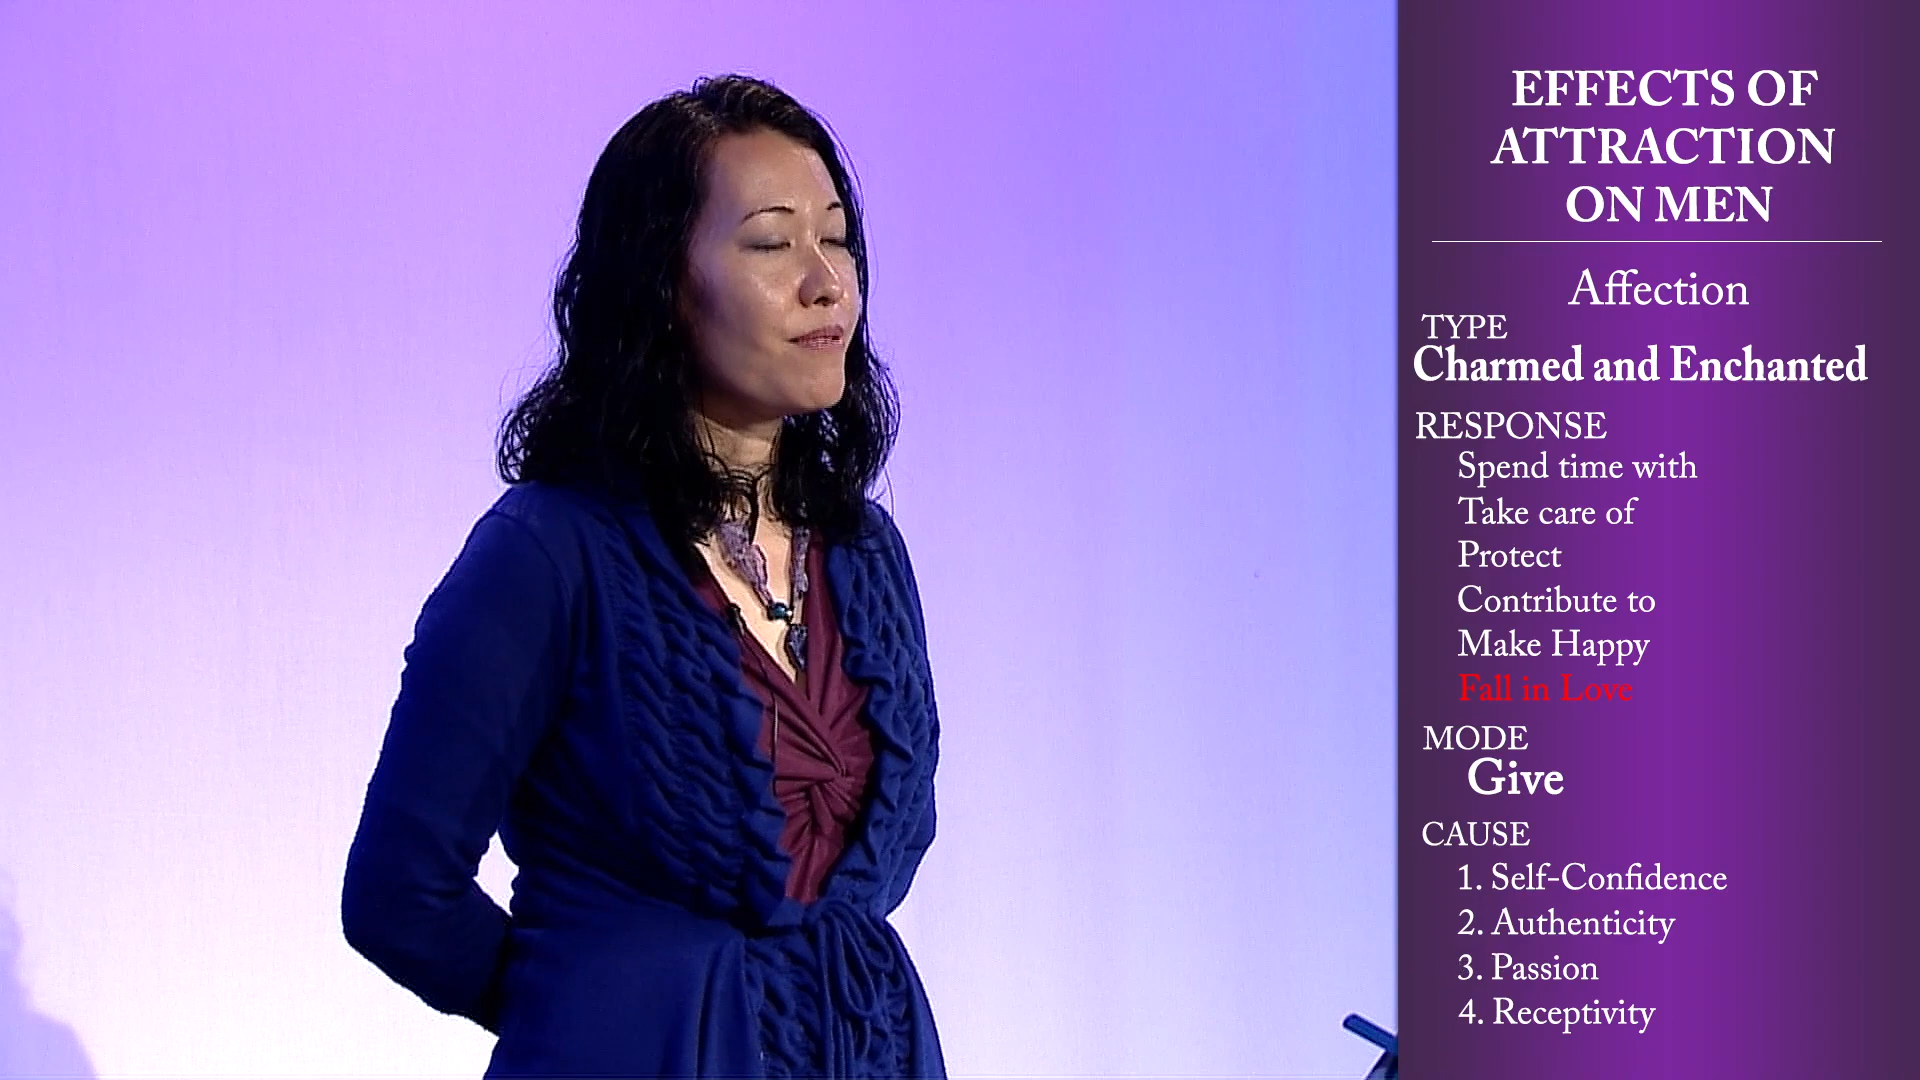 EFFECTS OF
ATTRACTION
ON MEN
Affection
TYPE
Charmed and Enchanted
RESPONSE
Spend time with
Take care of
Protect
Contribute to
Make Happy
Fall in Love
MODE
Give
CAUSE
1. Self-Confidence
2. Authenticity
3. Passion
4. Receptivity